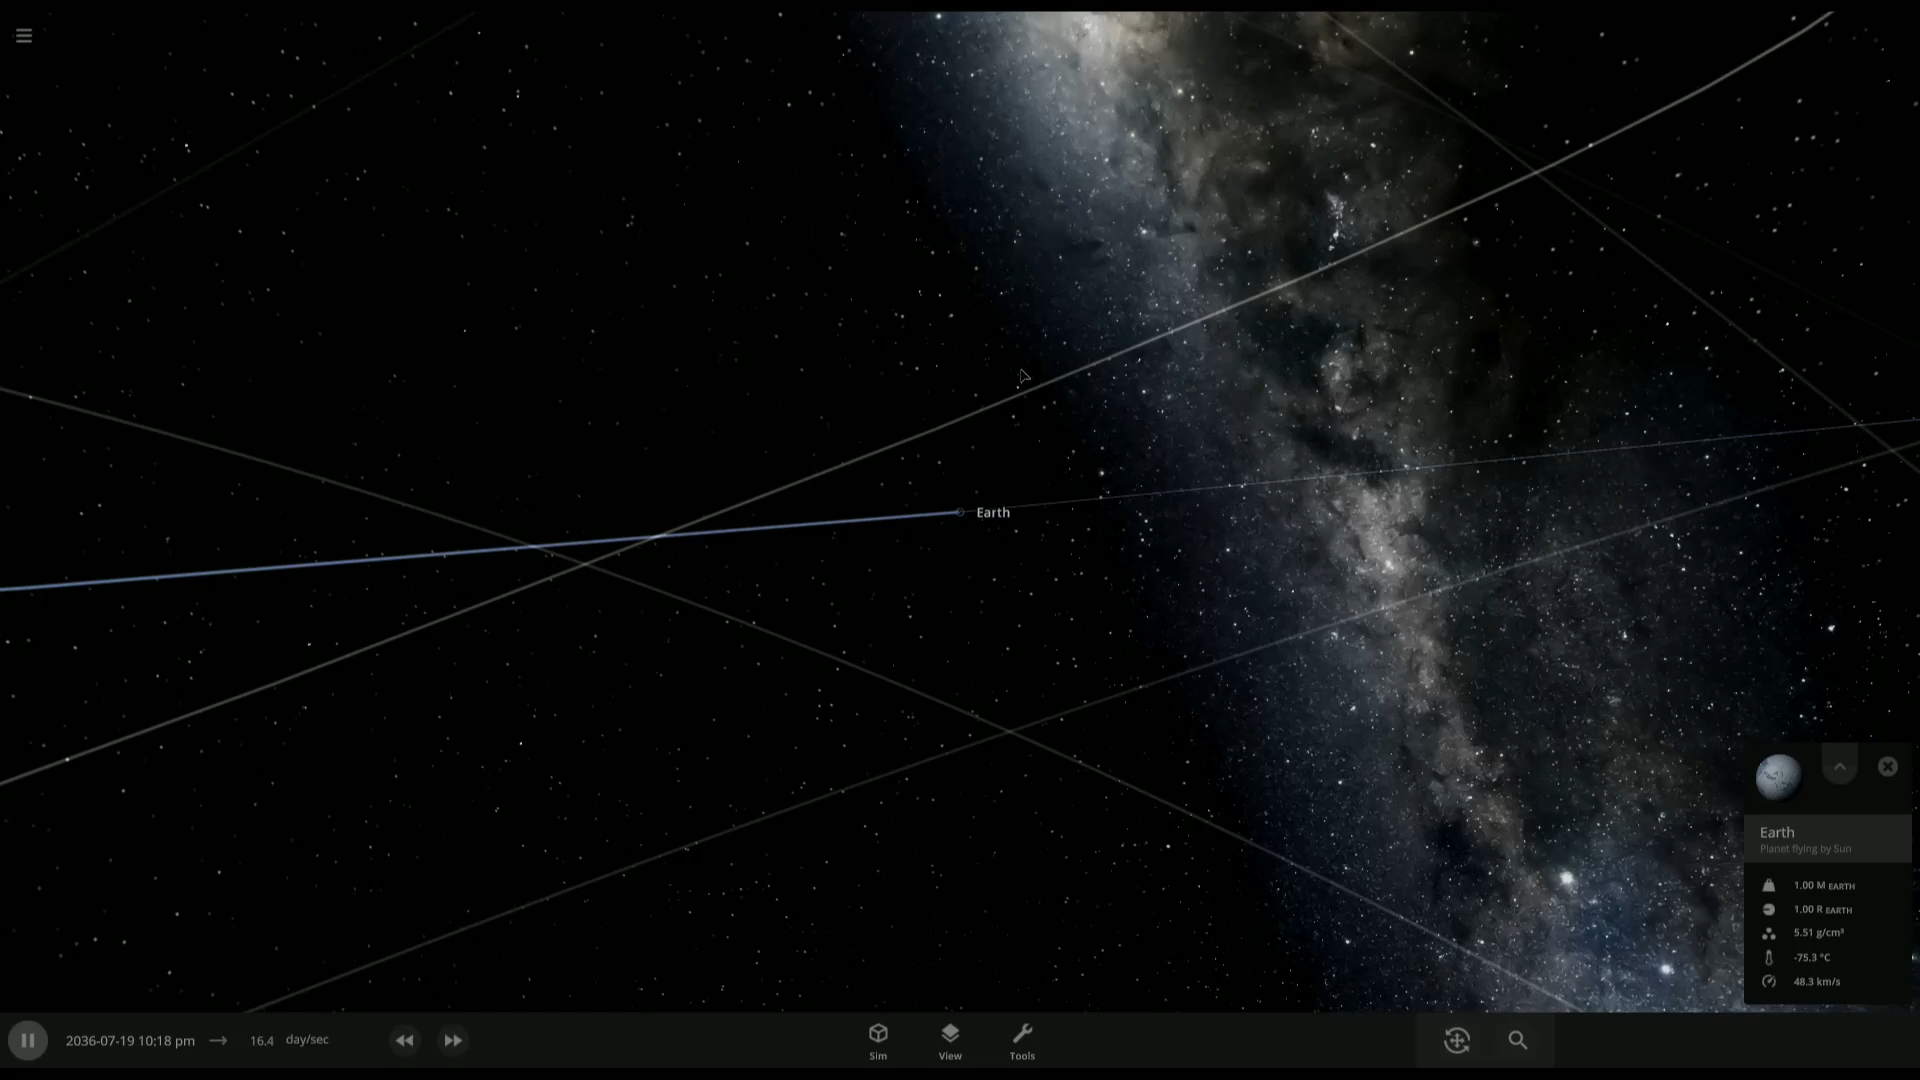 Earth
Earth
Planet flying by Sun
1.00 M EARTH
1.00 R EARTH
5.51 g/cm³
-75.3 °C
48.3 km/s
2036-07-19 10:18 pm
16.4 day/sec
Sim
View
Tools